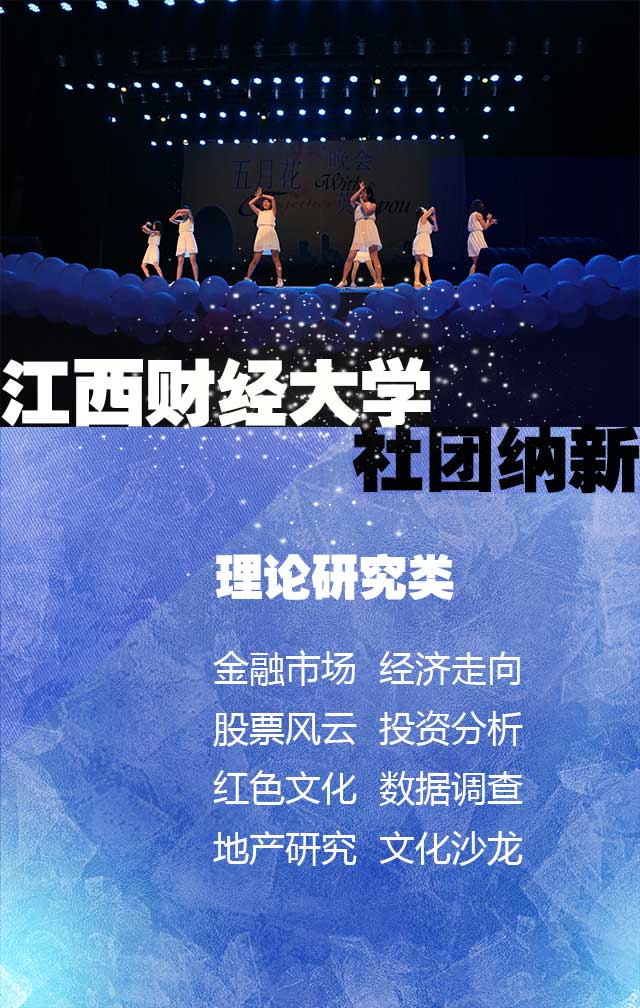 五月花 晚会
With
Together 
you
江西财经大学
社团纳新
理论研究类
金融市场 经济走向
股票风云 投资分析
红色文化 数据调查
地产研究 文化沙龙